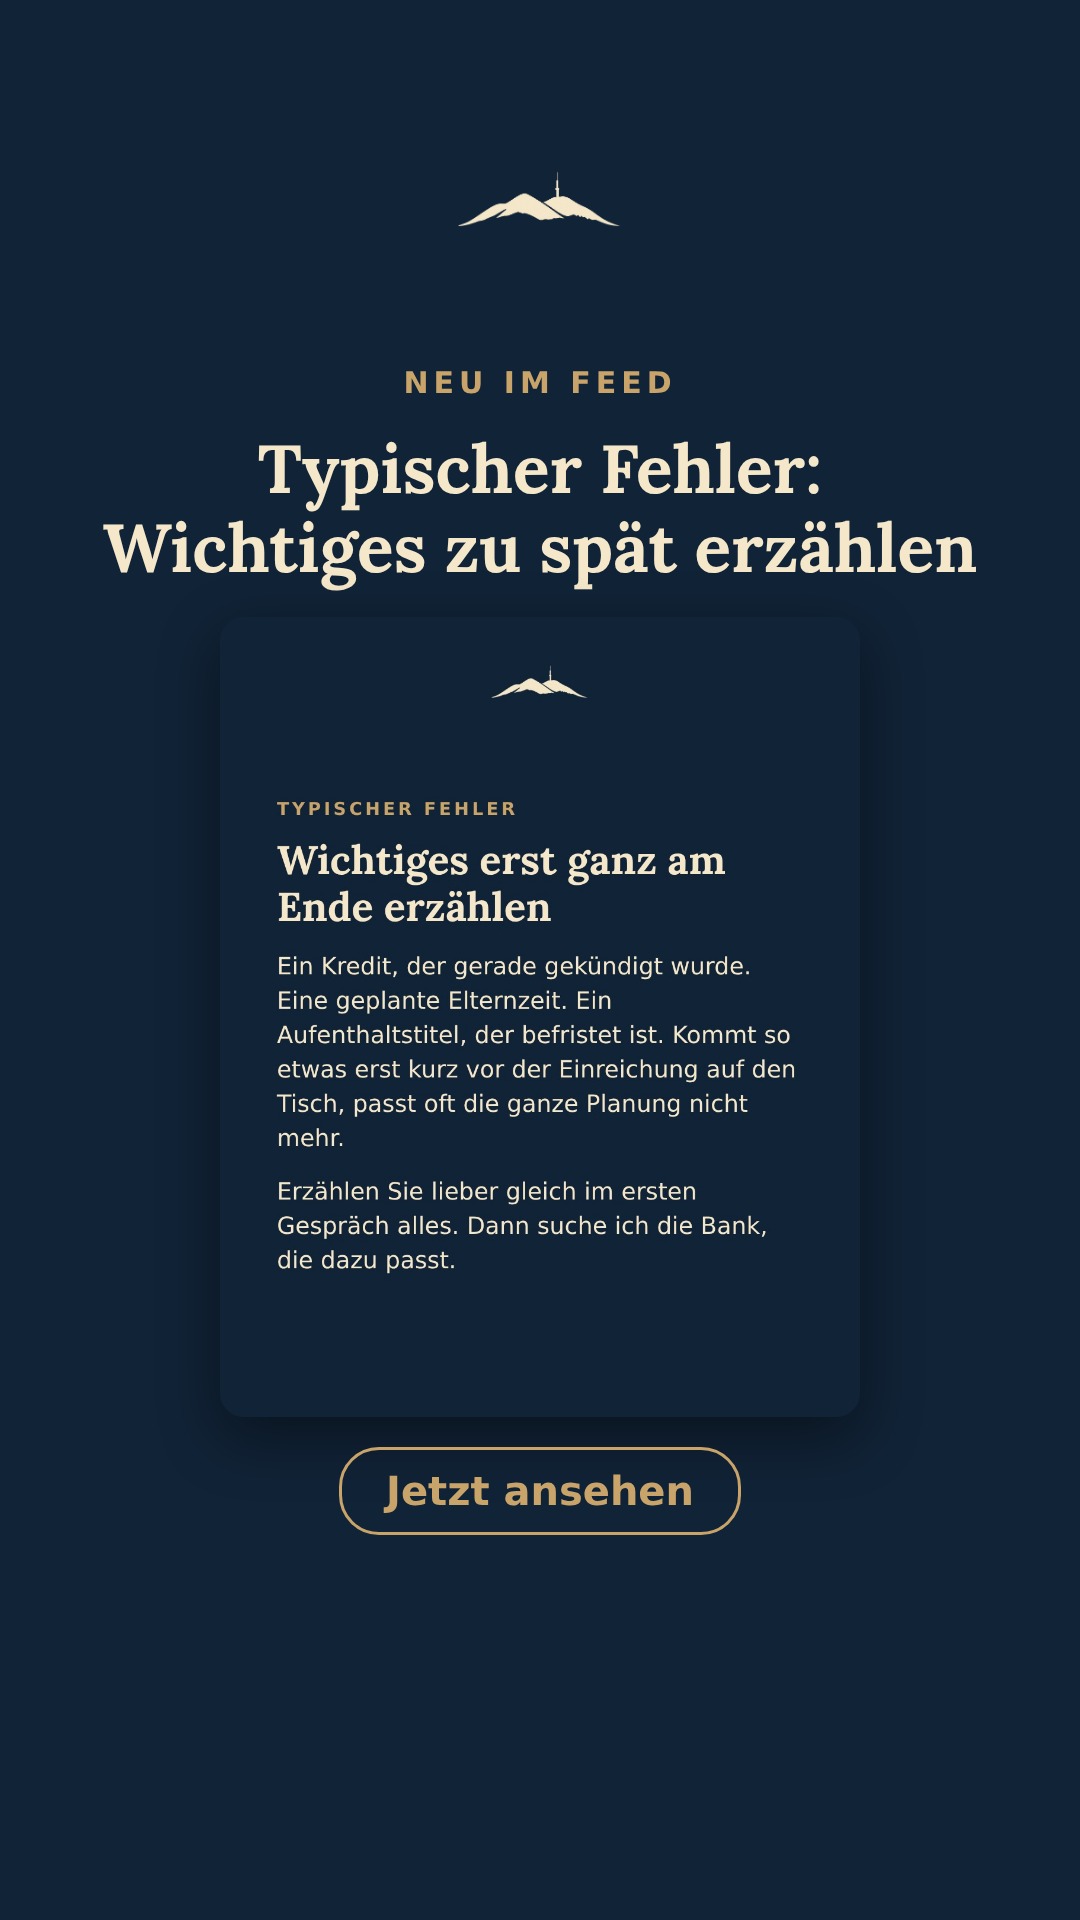 NEU IM FEED
Typischer Fehler:
Wichtiges zu spät erzählen
TYPISCHER FEHLER
Wichtiges erst ganz am
Ende erzählen
Ein Kredit, der gerade gekündigt wurde.
Eine geplante Elternzeit. Ein
Aufenthaltstitel, der befristet ist. Kommt so
etwas erst kurz vor der Einreichung auf den
Tisch, passt oft die ganze Planung nicht
mehr.
Erzählen Sie lieber gleich im ersten
Gespräch alles. Dann suche ich die Bank,
die dazu passt.
Jetzt ansehen